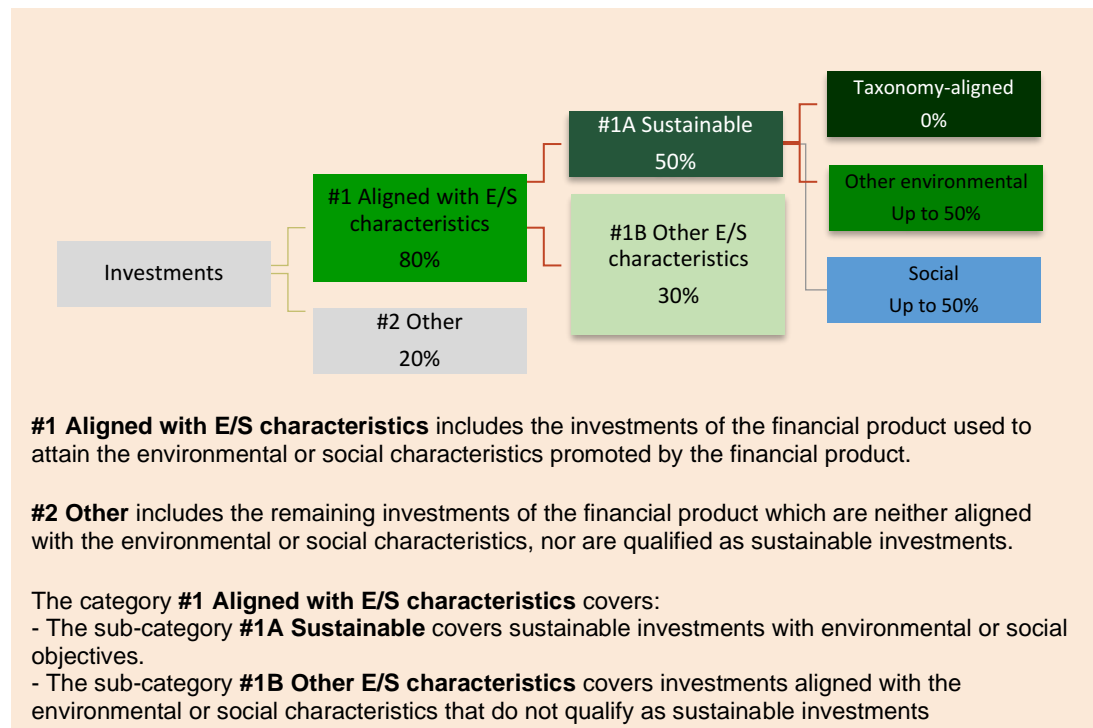 Investments
#1 Aligned with E/S
characteristics
80%
#2 Other
20%
#1A Sustainable
50%
#1B Other E/S
characteristics
30%
Taxonomy-aligned
0%
Other environmental
Up to 50%
Social
Up to 50%
#1 Aligned with E/S characteristics includes the investments of the financial product used to
attain the environmental or social characteristics promoted by the financial product.
#2 Other includes the remaining investments of the financial product which are neither aligned
with the environmental or social characteristics, nor are qualified as sustainable investments.
The category #1 Aligned with E/S characteristics covers:
- The sub-category #1A Sustainable covers sustainable investments with environmental or social
objectives.
- The sub-category #1B Other E/S characteristics covers investments aligned with the
environmental or social characteristics that do not qualify as sustainable investments